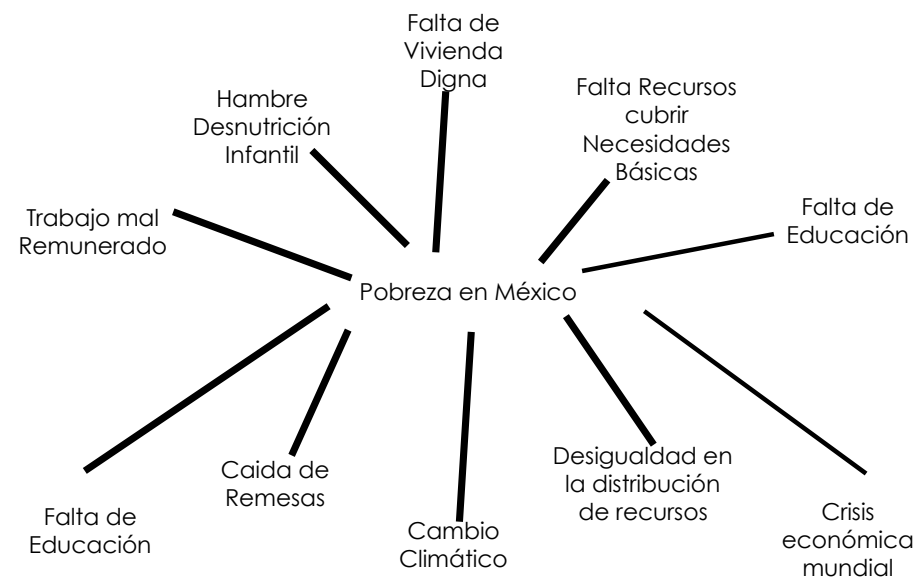 Falta de
Vivienda
Digna
Hambre
Desnutrición
Infantil
Falta Recursos
cubrir
Necesidades
Básicas
Trabajo mal
Remunerado
Falta de
Educación
Pobreza en México
Falta de
Educación
Caida de
Remesas
Cambio
Climático
Desigualdad en
la distribución
de recursos
Crisis
económica
mundial